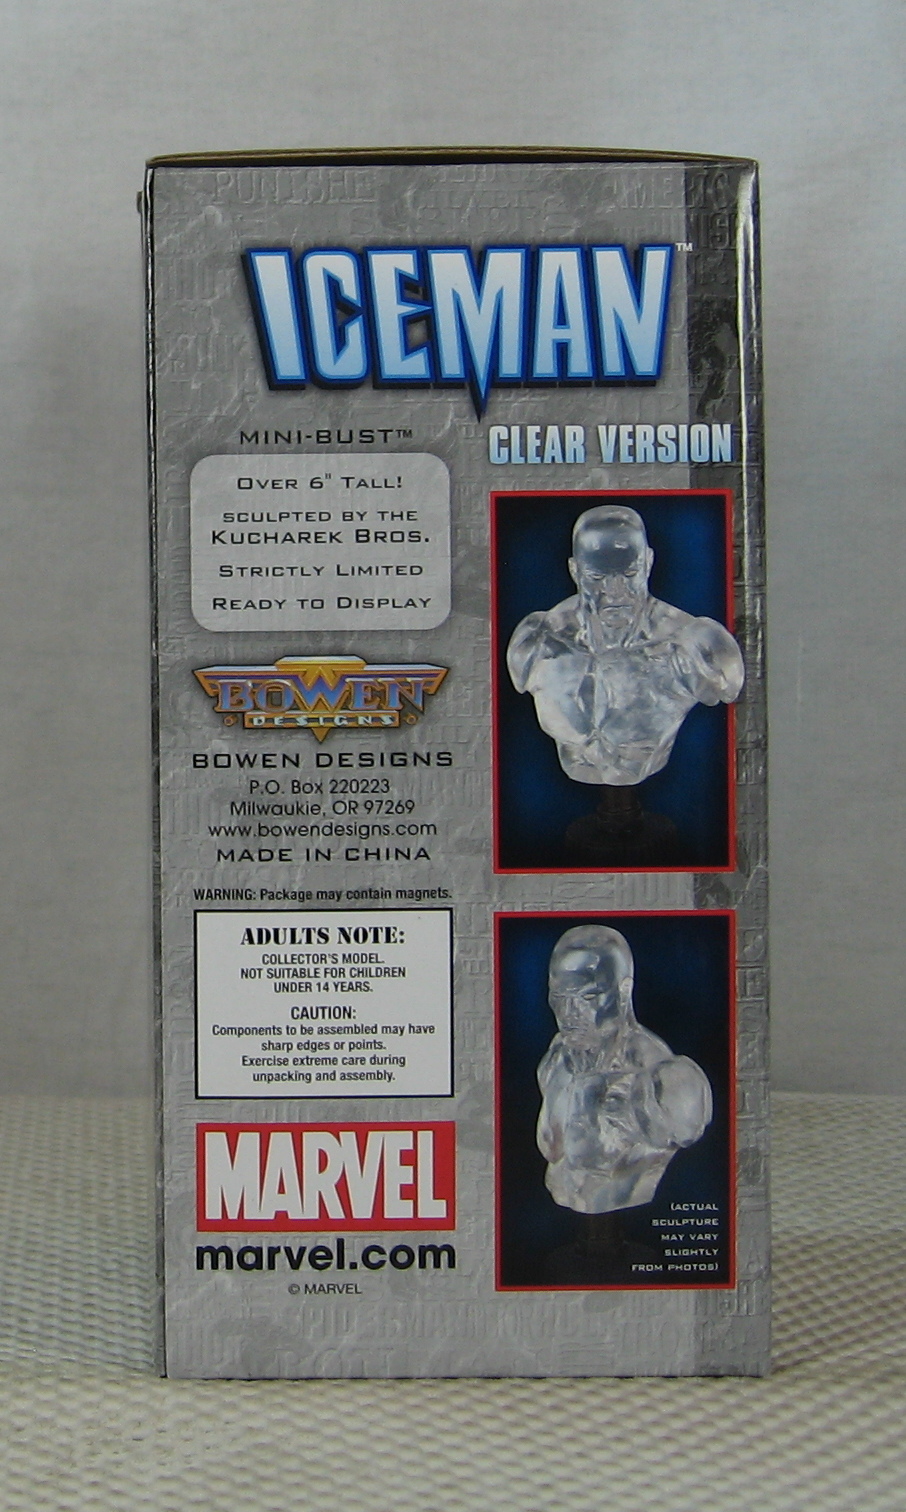 ICEMAN™
MINI-BUST™
CLEAR VERSION
OVER 6" TALL!
SCULPTED BY THE
KUCHAREK BROS.
STRICTLY LIMITED
READY TO DISPLAY
BOWEN
DESIGNS
BOWEN DESIGNS
P.O. Box 220223
Milwaukie, OR 97269
www.bowendesigns.com
MADE IN CHINA
WARNING: Package may contain magnets.
ADULTS NOTE:
COLLECTOR'S MODEL.
NOT SUITABLE FOR CHILDREN
UNDER 14 YEARS.
CAUTION:
Components to be assembled may have
sharp edges or points.
Exercise extreme care during
unpacking and assembly.
MARVEL
marvel.com
© MARVEL
(ACTUAL
SCULPTURE
MAY VARY
SLIGHTLY
FROM PHOTOS)